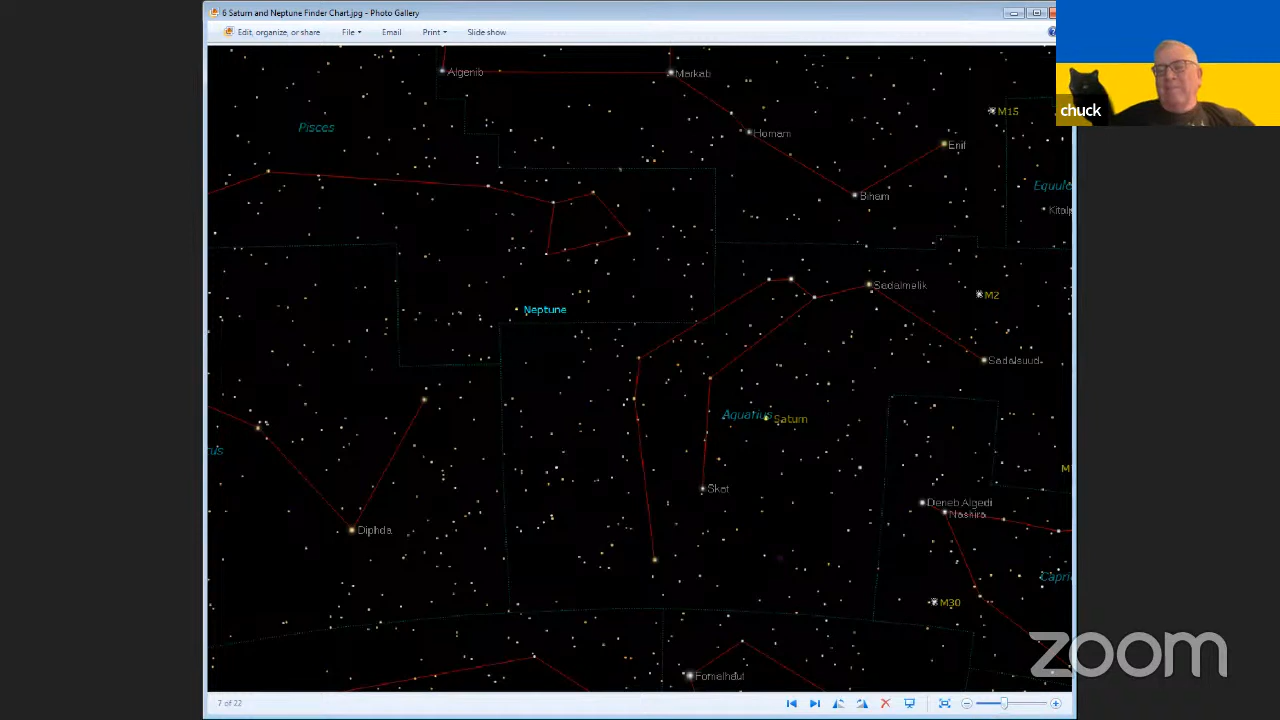 6 Saturn and Neptune Finder Chart.jpg - Photo Gallery
Edit, organize, or share File Email Print Slide show
Algenib
Markab
chuck
M15
Pisces
Homam
Enif
Equule
Biham
Kitalp
Sadalmelik
M2
Neptune
Sadalsuud
Aquarius
Saturn
Skat
Deneb Algedi
Nashira
Diphda
Capri
M30
zoom
Fomalhaut
7 of 22